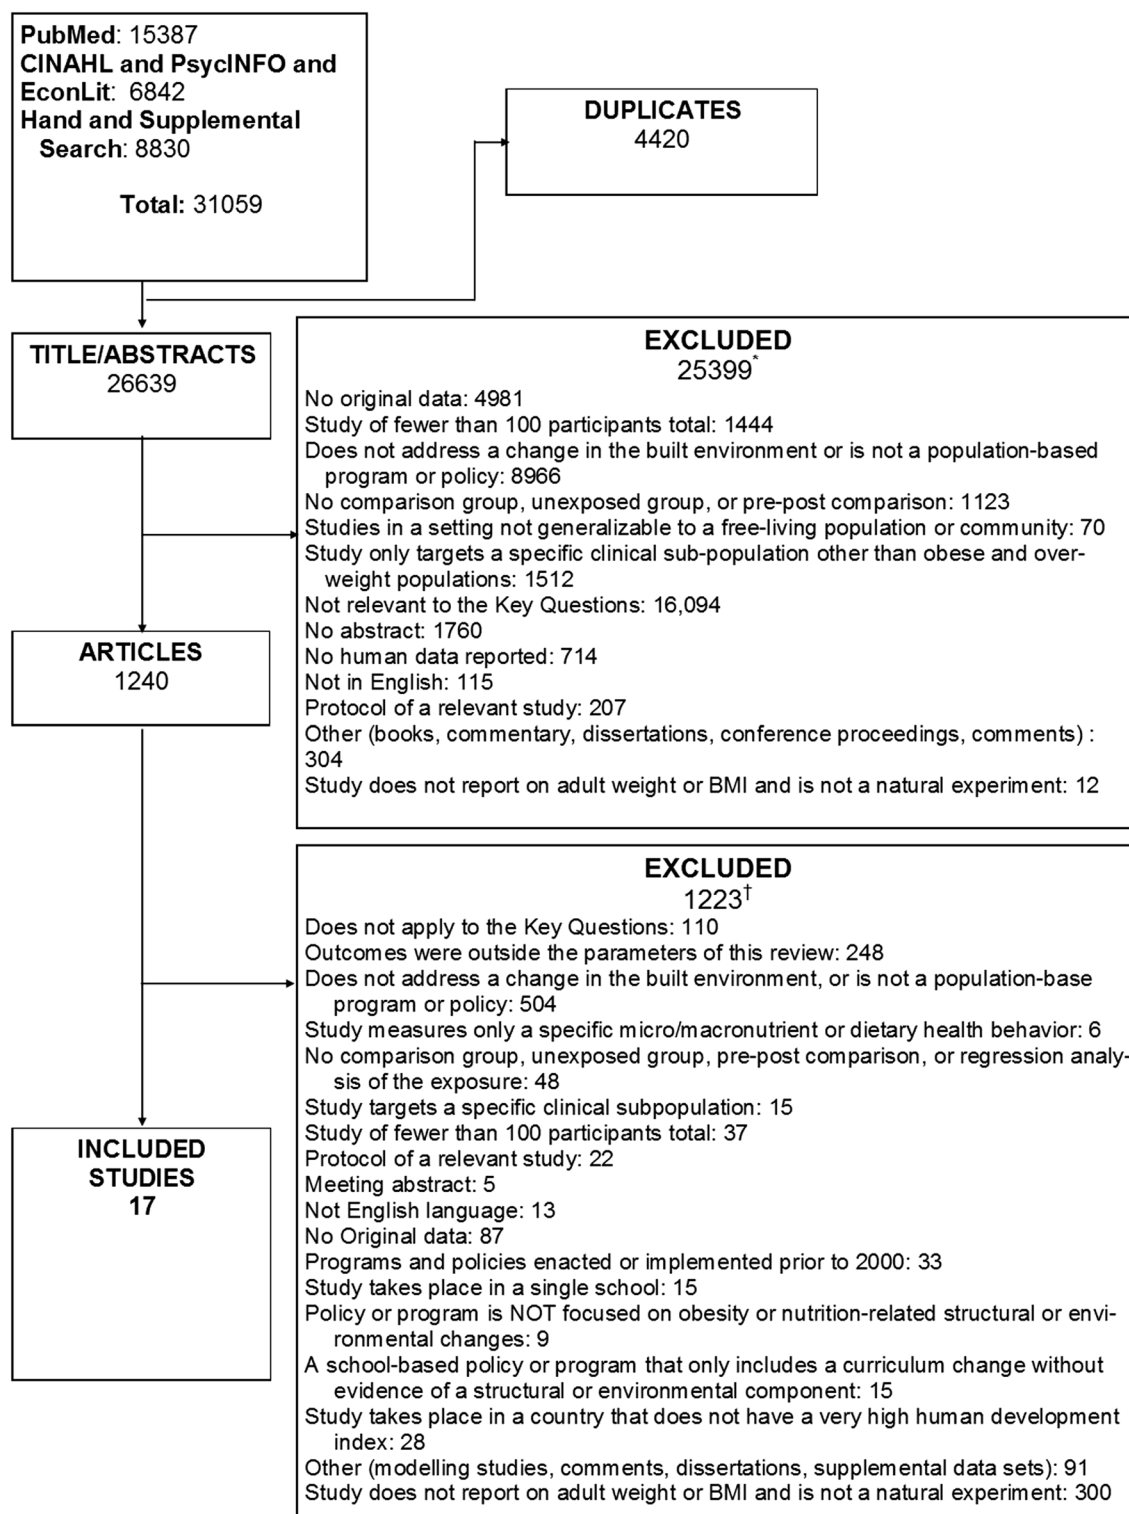 PubMed: 15387
CINAHL and PsycINFO and
EconLit: 6842
Hand and Supplemental
Search: 8830
Total: 31059
DUPLICATES
4420
TITLE/ABSTRACTS
26639
EXCLUDED
25399*
No original data: 4981
Study of fewer than 100 participants total: 1444
Does not address a change in the built environment or is not a population-based
program or policy: 8966
No comparison group, unexposed group, or pre-post comparison: 1123
Studies in a setting not generalizable to a free-living population or community: 70
Study only targets a specific clinical sub-population other than obese and over-
weight populations: 1512
Not relevant to the Key Questions: 16,094
No abstract: 1760
No human data reported: 714
Not in English: 115
Protocol of a relevant study: 207
Other (books, commentary, dissertations, conference proceedings, comments) :
304
Study does not report on adult weight or BMI and is not a natural experiment: 12
ARTICLES
1240
EXCLUDED
1223†
Does not apply to the Key Questions: 110
Outcomes were outside the parameters of this review: 248
Does not address a change in the built environment, or is not a population-base
program or policy: 504
Study measures only a specific micro/macronutrient or dietary health behavior: 6
No comparison group, unexposed group, pre-post comparison, or regression analy-
sis of the exposure: 48
Study targets a specific clinical subpopulation: 15
Study of fewer than 100 participants total: 37
Protocol of a relevant study: 22
Meeting abstract: 5
Not English language: 13
No Original data: 87
Programs and policies enacted or implemented prior to 2000: 33
Study takes place in a single school: 15
Policy or program is NOT focused on obesity or nutrition-related structural or envi-
ronmental changes: 9
A school-based policy or program that only includes a curriculum change without
evidence of a structural or environmental component: 15
Study takes place in a country that does not have a very high human development
index: 28
Other (modelling studies, comments, dissertations, supplemental data sets): 91
Study does not report on adult weight or BMI and is not a natural experiment: 300
INCLUDED
STUDIES
17